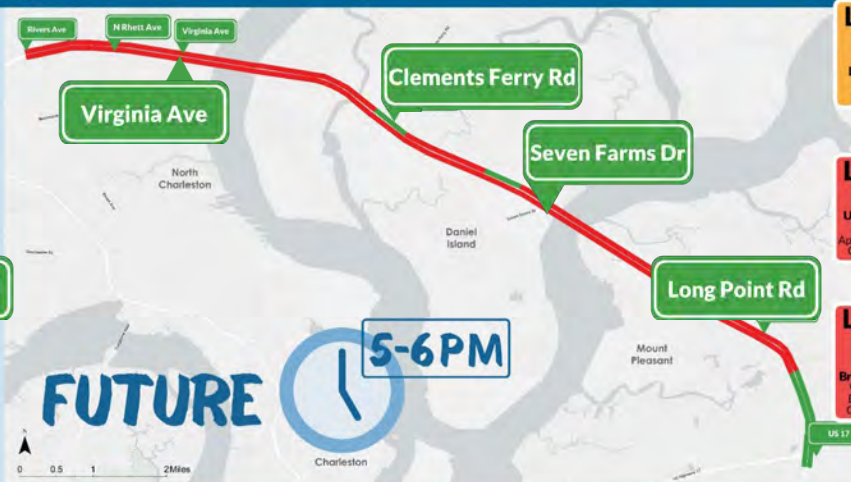 Rivers Ave
N Rhett Ave
Virginia Ave
Virginia Ave
Clements Ferry Rd
Seven Farms Dr
Long Point Rd
North
Charleston
Daniel
Island
Mount
Pleasant
Charleston
FUTURE
5-6PM
US 17
0 0.5 1 2Miles
N